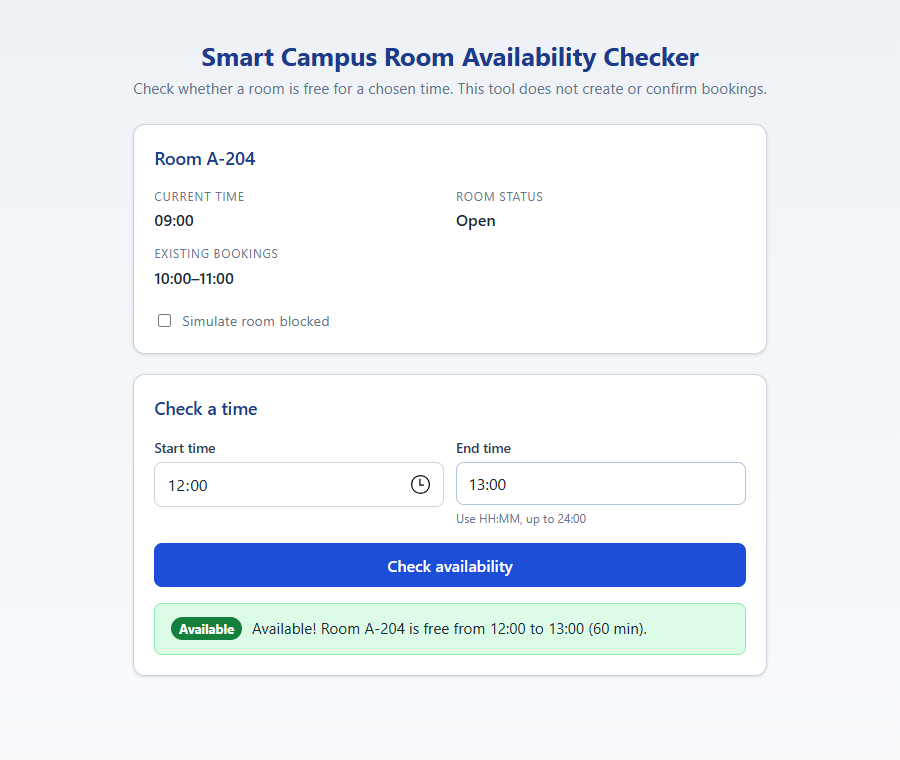 Smart Campus Room Availability Checker
Check whether a room is free for a chosen time. This tool does not create or confirm bookings.
Room A-204
CURRENT TIME
09:00
ROOM STATUS
Open
EXISTING BOOKINGS
10:00–11:00
Simulate room blocked
Check a time
Start time
12:00
End time
13:00
Use HH:MM, up to 24:00
Check availability
Available Available! Room A-204 is free from 12:00 to 13:00 (60 min).